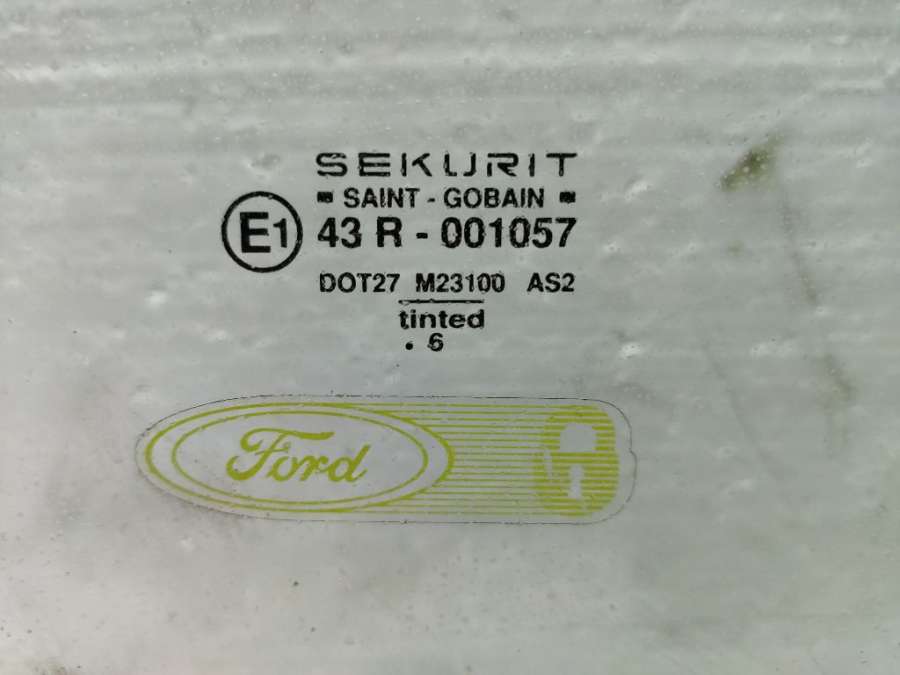 SEKURIT
SAINT - GOBAIN
E1 43 R - 001057
DOT27 M23100 AS2
tinted
. 6
Ford